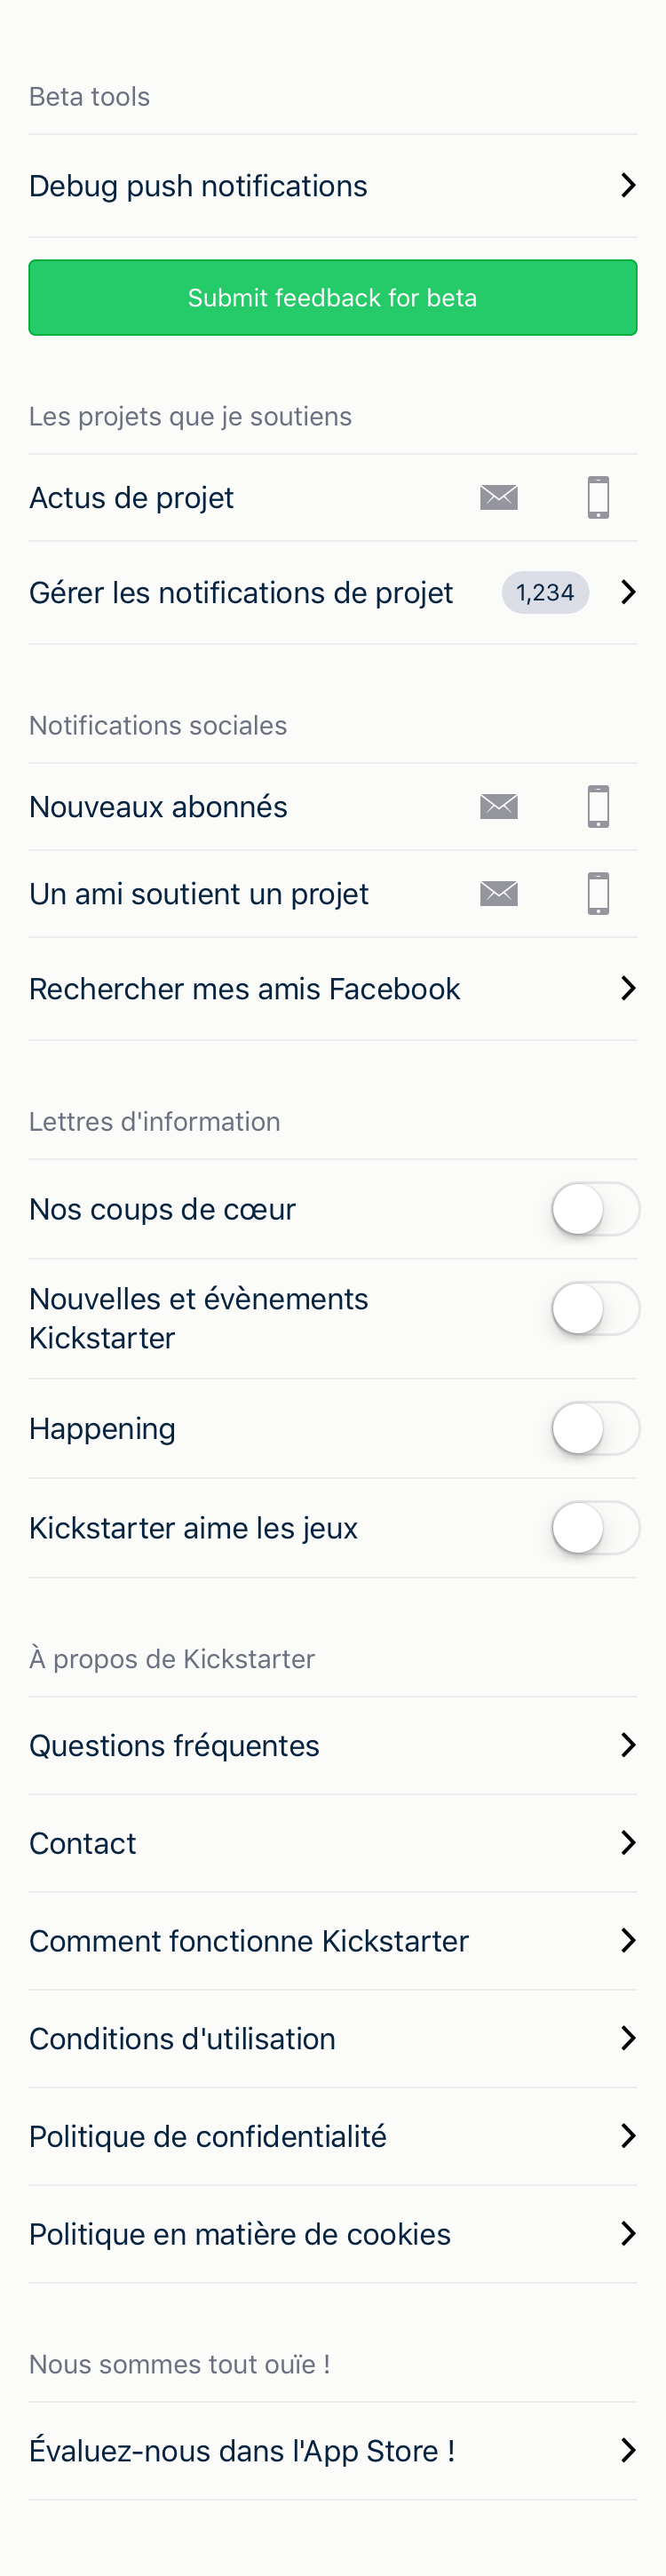 Beta tools
Debug push notifications
Submit feedback for beta
Les projets que je soutiens
Actus de projet
Gérer les notifications de projet 1,234
Notifications sociales
Nouveaux abonnés
Un ami soutient un projet
Rechercher mes amis Facebook
Lettres d'information
Nos coups de cœur
Nouvelles et évènements
Kickstarter
Happening
Kickstarter aime les jeux
À propos de Kickstarter
Questions fréquentes
Contact
Comment fonctionne Kickstarter
Conditions d'utilisation
Politique de confidentialité
Politique en matière de cookies
Nous sommes tout ouïe !
Évaluez-nous dans l'App Store !